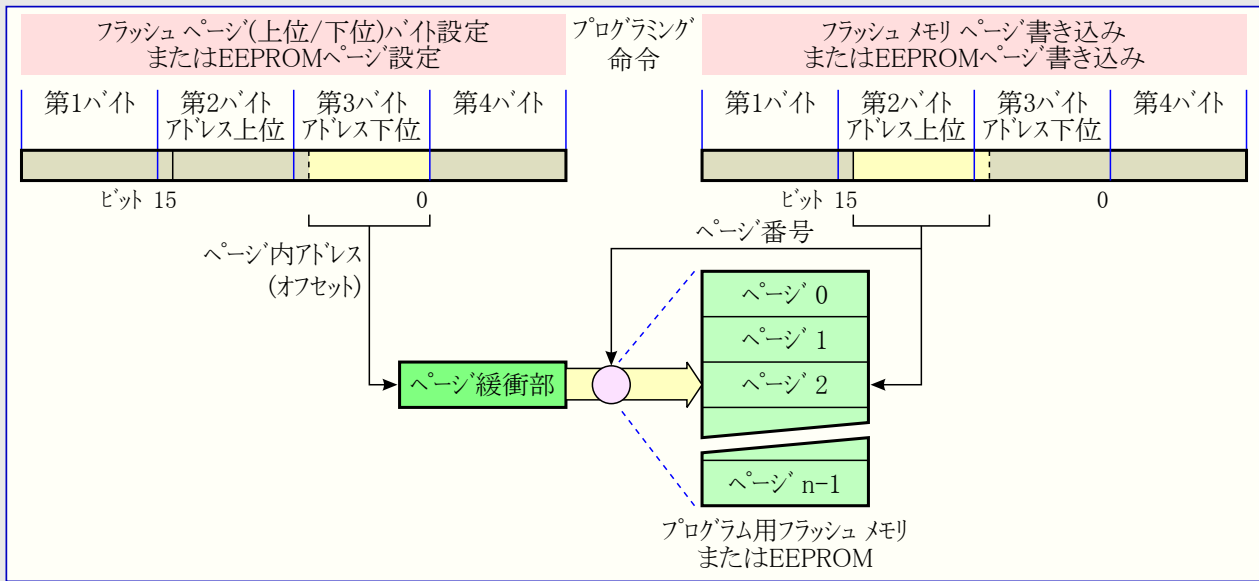 フラッシュ ページ(上位/下位)バイト設定
またはEEPROMページ設定
プログラミング
命令
フラッシュ メモリ ページ書き込み
またはEEPROMページ書き込み
第1バイト
第2バイト
アドレス上位
第3バイト
アドレス下位
第4バイト
第1バイト
第2バイト
アドレス上位
第3バイト
アドレス下位
第4バイト
ビット 15
0
ビット 15
0
ページ内アドレス
(オフセット)
ページ番号
ページ 0
ページ 1
ページ緩衝部
ページ 2
ページ n-1
プログラム用フラッシュ メモリ
またはEEPROM